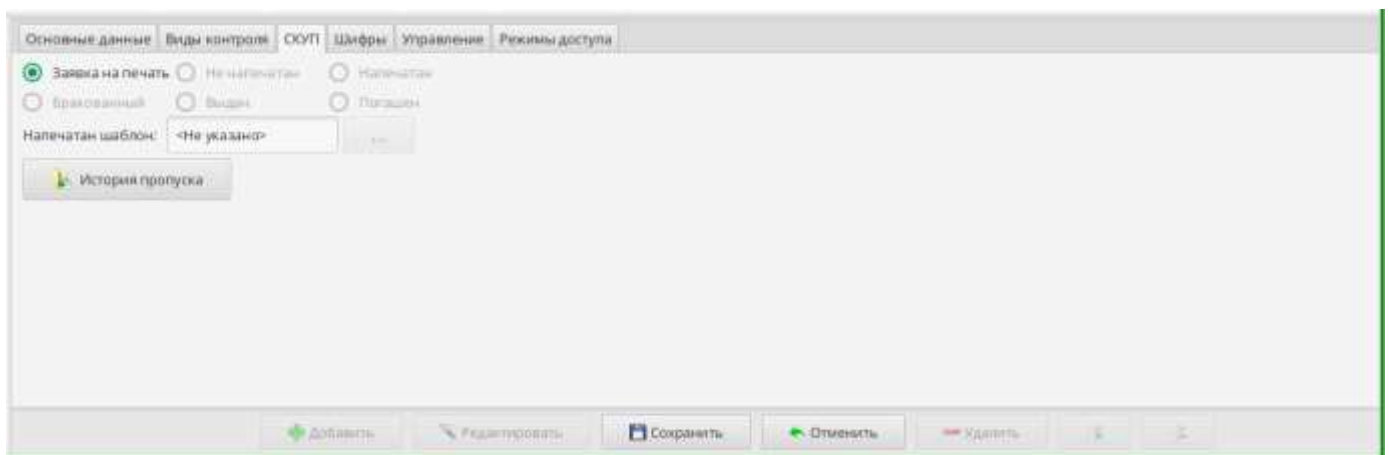 Основные данные Виды контроля СКУП Шифры Управление Режимы доступа
Заявка на печать Не напечатан Напечатан
Бракованный Выдан Погашен
Напечатан шаблон: <Не указано> ...
История пропуска
Добавить Редактировать Сохранить Отменить Удалить